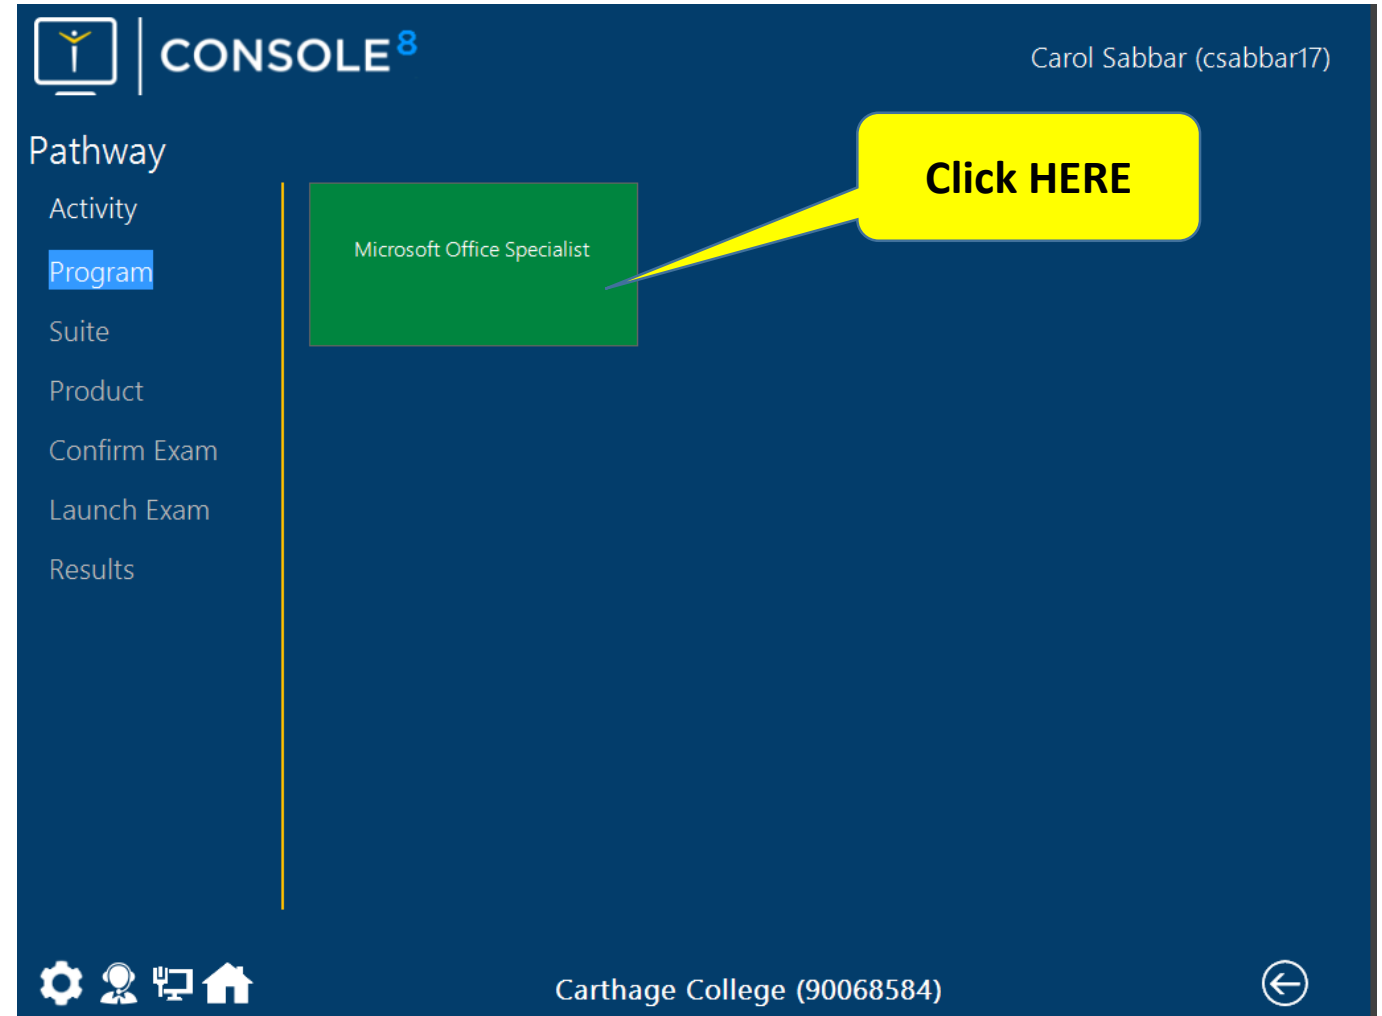 CONSOLE8
Carol Sabbar (csabbar17)
Pathway
Activity
Program
Suite
Product
Confirm Exam
Launch Exam
Results
Microsoft Office Specialist
Click HERE
Carthage College (90068584)